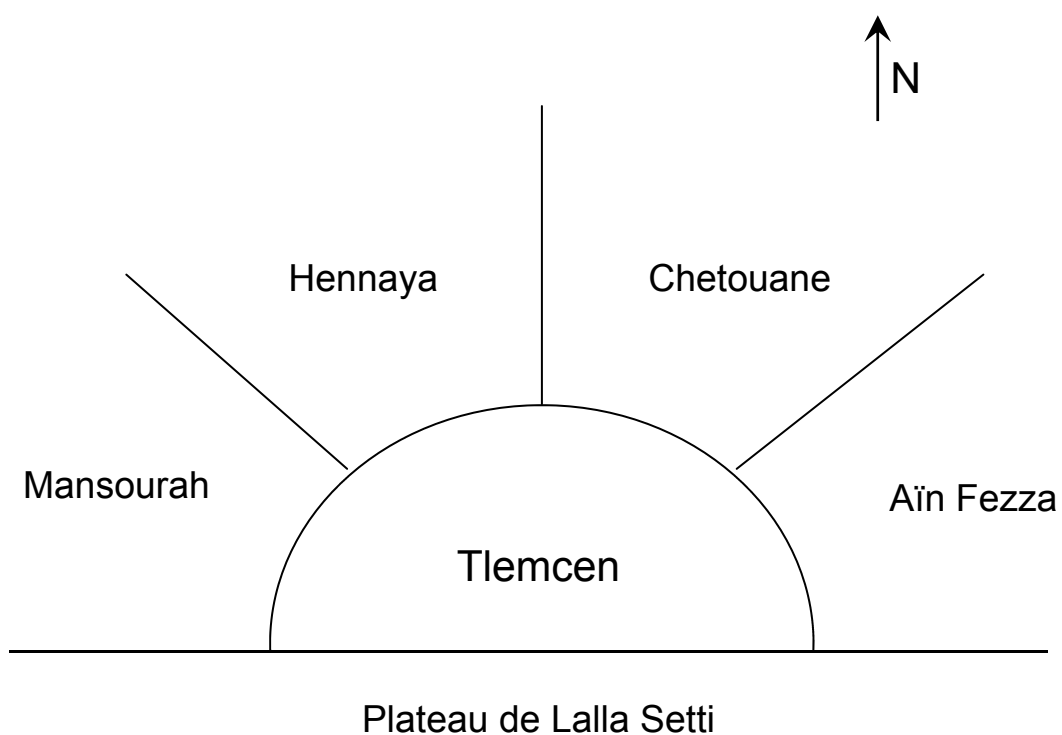 N
Hennaya
Chetouane
Mansourah
Aïn Fezza
Tlemcen
Plateau de Lalla Setti